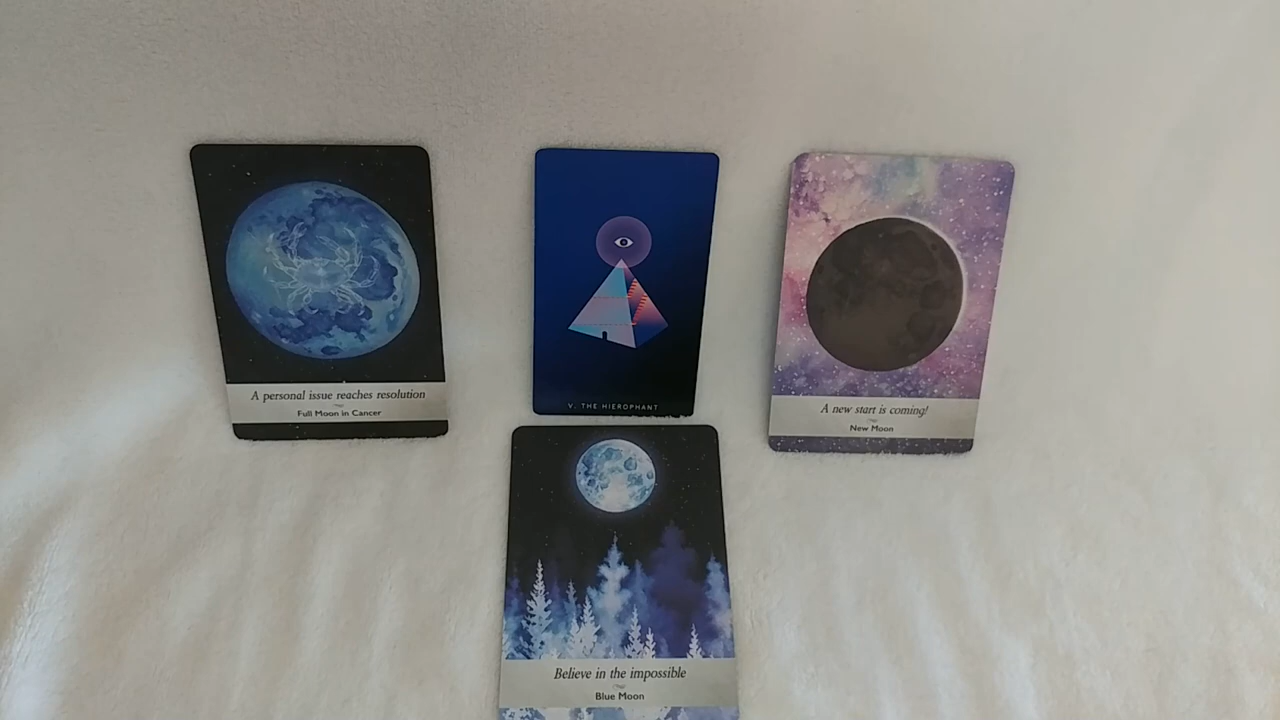 A personal issue reaches resolution
Full Moon in Cancer
V. THE HIEROPHANT
A new start is coming!
New Moon
Believe in the impossible
Blue Moon